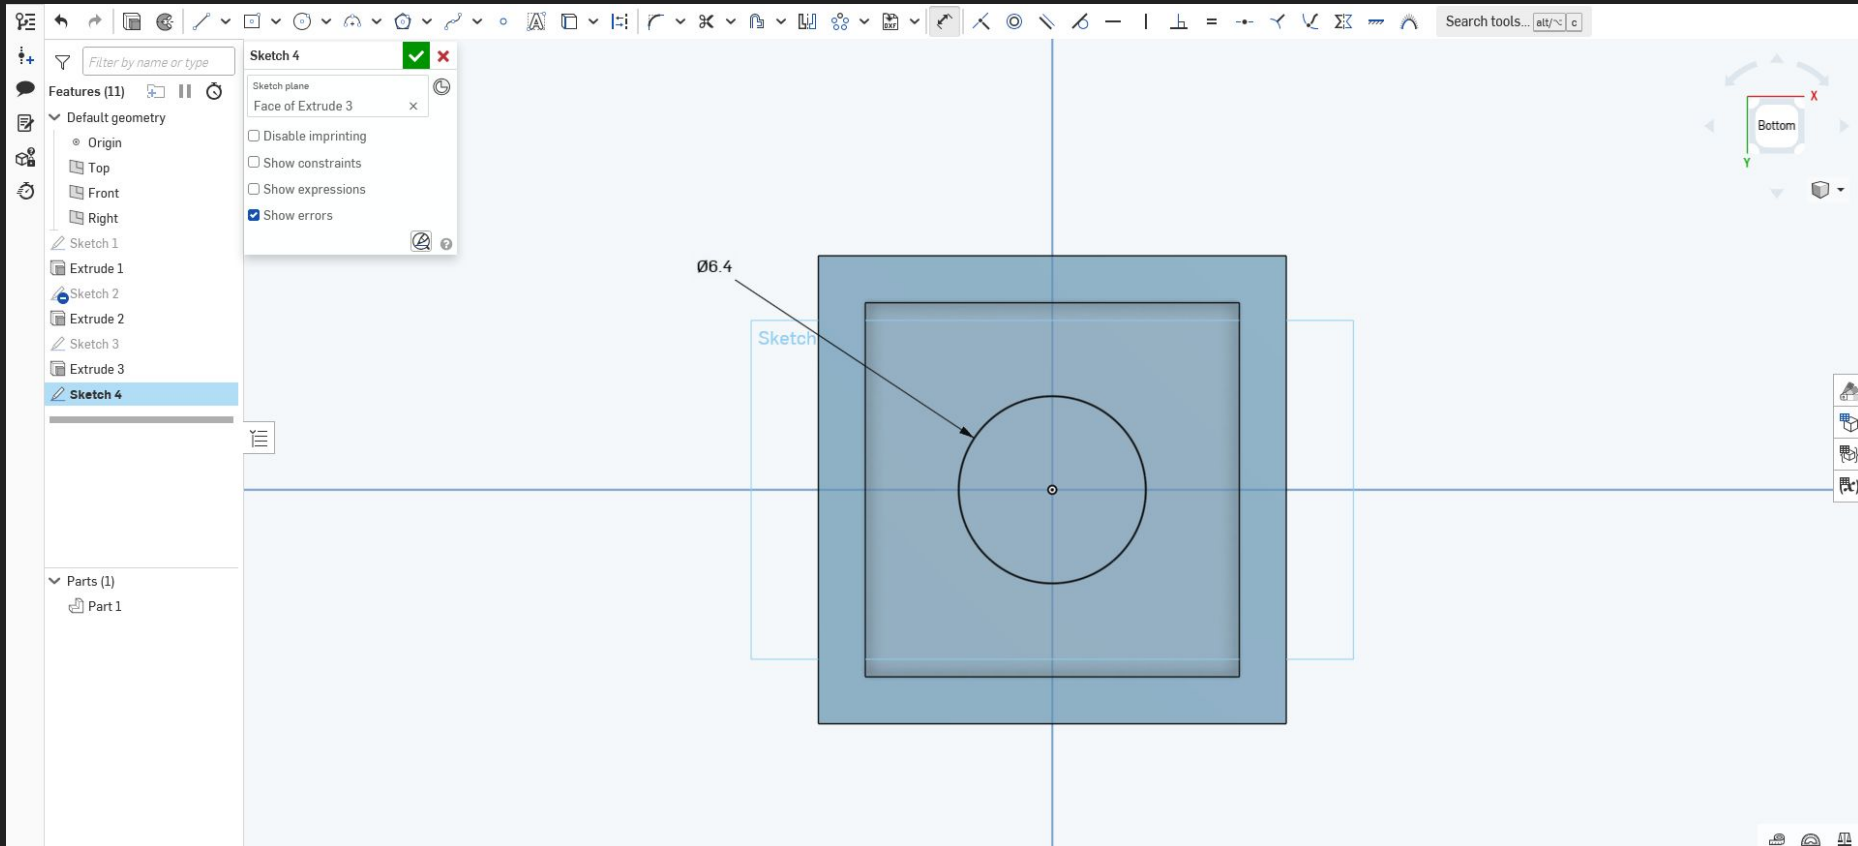 Search tools... alt/⌥ c
Filter by name or type
Features (11)
Default geometry
Origin
Top
Front
Right
Sketch 1
Extrude 1
Sketch 2
Extrude 2
Sketch 3
Extrude 3
Sketch 4
Parts (1)
Part 1
Sketch 4
Sketch plane
Face of Extrude 3
Disable imprinting
Show constraints
Show expressions
Show errors
Ø6.4
Sketch
X
Bottom
Y